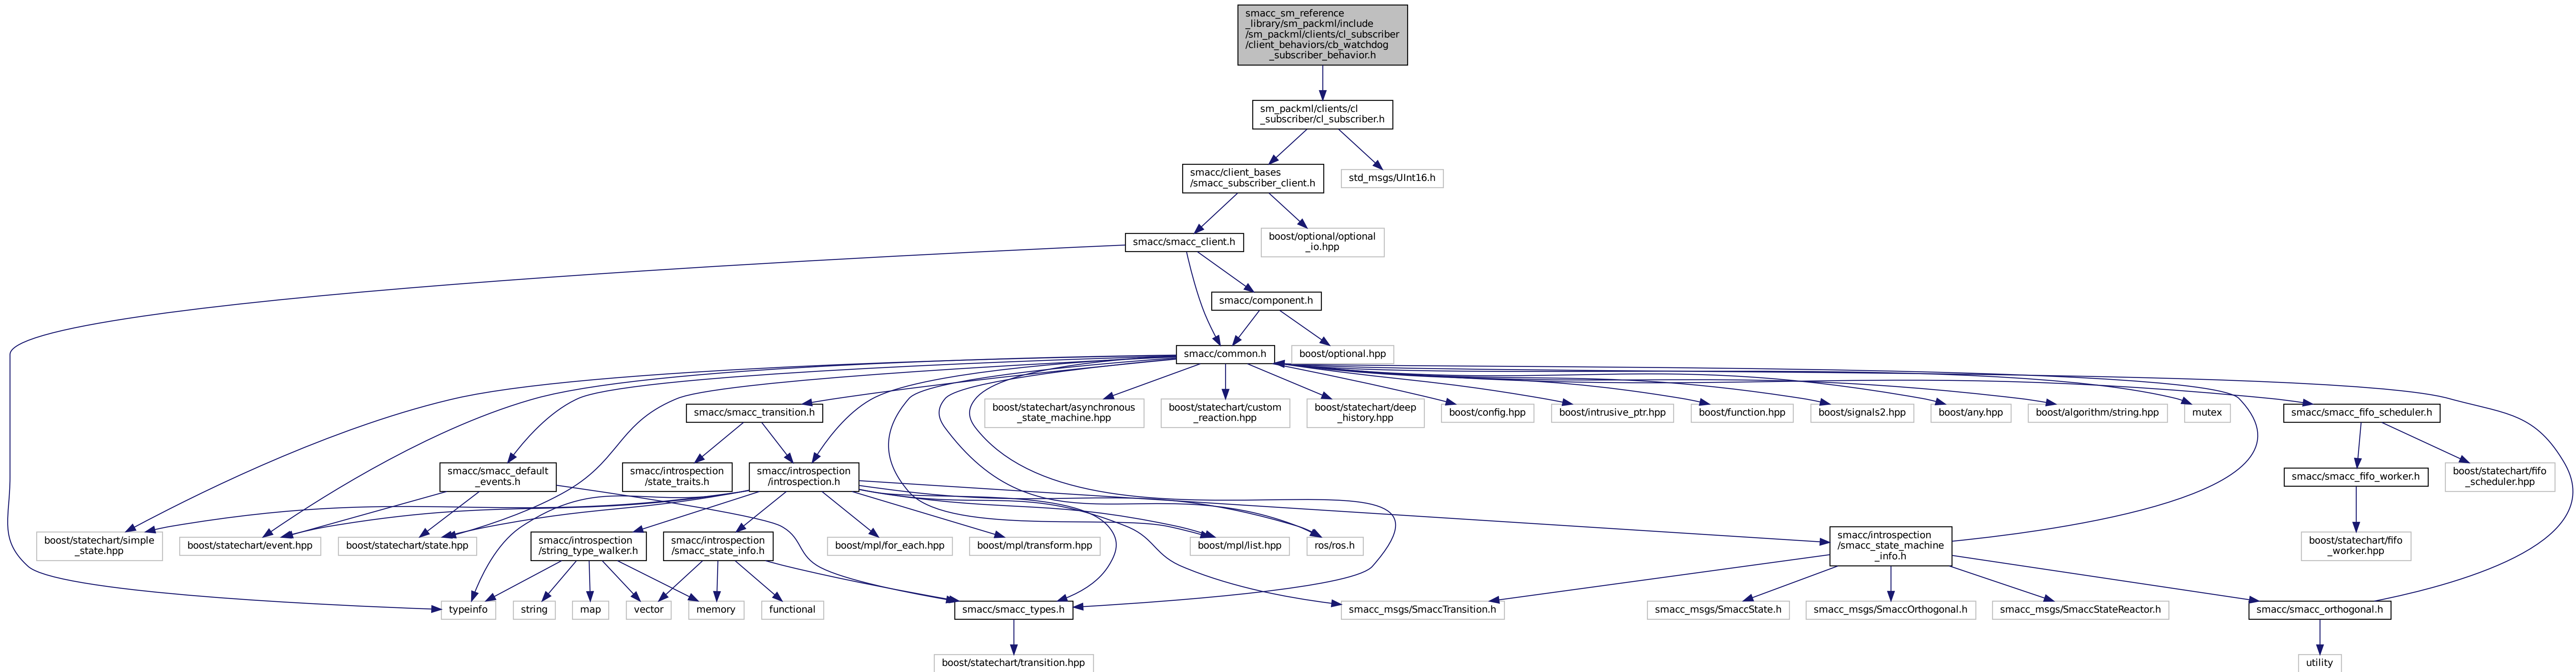 smacc_sm_reference
_library/sm_packml/include
/sm_packml/clients/cl_subscriber
/client_behaviors/cb_watchdog
_subscriber_behavior.h
sm_packml/clients/cl
_subscriber/cl_subscriber.h
smacc/client_bases
/smacc_subscriber_client.h
std_msgs/UInt16.h
smacc/smacc_client.h
boost/optional/optional
_io.hpp
smacc/component.h
smacc/common.h
boost/optional.hpp
smacc/smacc_transition.h
boost/statechart/asynchronous
_state_machine.hpp
boost/statechart/custom
_reaction.hpp
boost/statechart/deep
_history.hpp
boost/config.hpp
boost/intrusive_ptr.hpp
boost/function.hpp
boost/signals2.hpp
boost/any.hpp
boost/algorithm/string.hpp
mutex
smacc/smacc_fifo_scheduler.h
smacc/smacc_default
_events.h
smacc/introspection
/state_traits.h
smacc/introspection
/introspection.h
smacc/smacc_fifo_worker.h
boost/statechart/fifo
_scheduler.hpp
boost/statechart/simple
_state.hpp
boost/statechart/event.hpp
boost/statechart/state.hpp
smacc/introspection
/string_type_walker.h
smacc/introspection
/smacc_state_info.h
boost/mpl/for_each.hpp
boost/mpl/transform.hpp
boost/mpl/list.hpp
ros/ros.h
smacc/introspection
/smacc_state_machine
_info.h
boost/statechart/fifo
_worker.hpp
typeinfo
string
map
vector
memory
functional
smacc/smacc_types.h
smacc_msgs/SmaccTransition.h
smacc_msgs/SmaccState.h
smacc_msgs/SmaccOrthogonal.h
smacc_msgs/SmaccStateReactor.h
smacc/smacc_orthogonal.h
boost/statechart/transition.hpp
utility